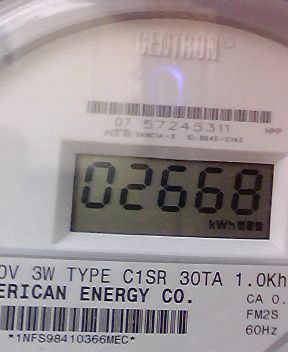 CENTRON
07 57245311
HPP
02668
kWh
0V 3W TYPE C1SR 30TA 1.0Kh
ERICAN ENERGY CO.
CA 0.
FM2S
60Hz
*1NFS98410366MEC*